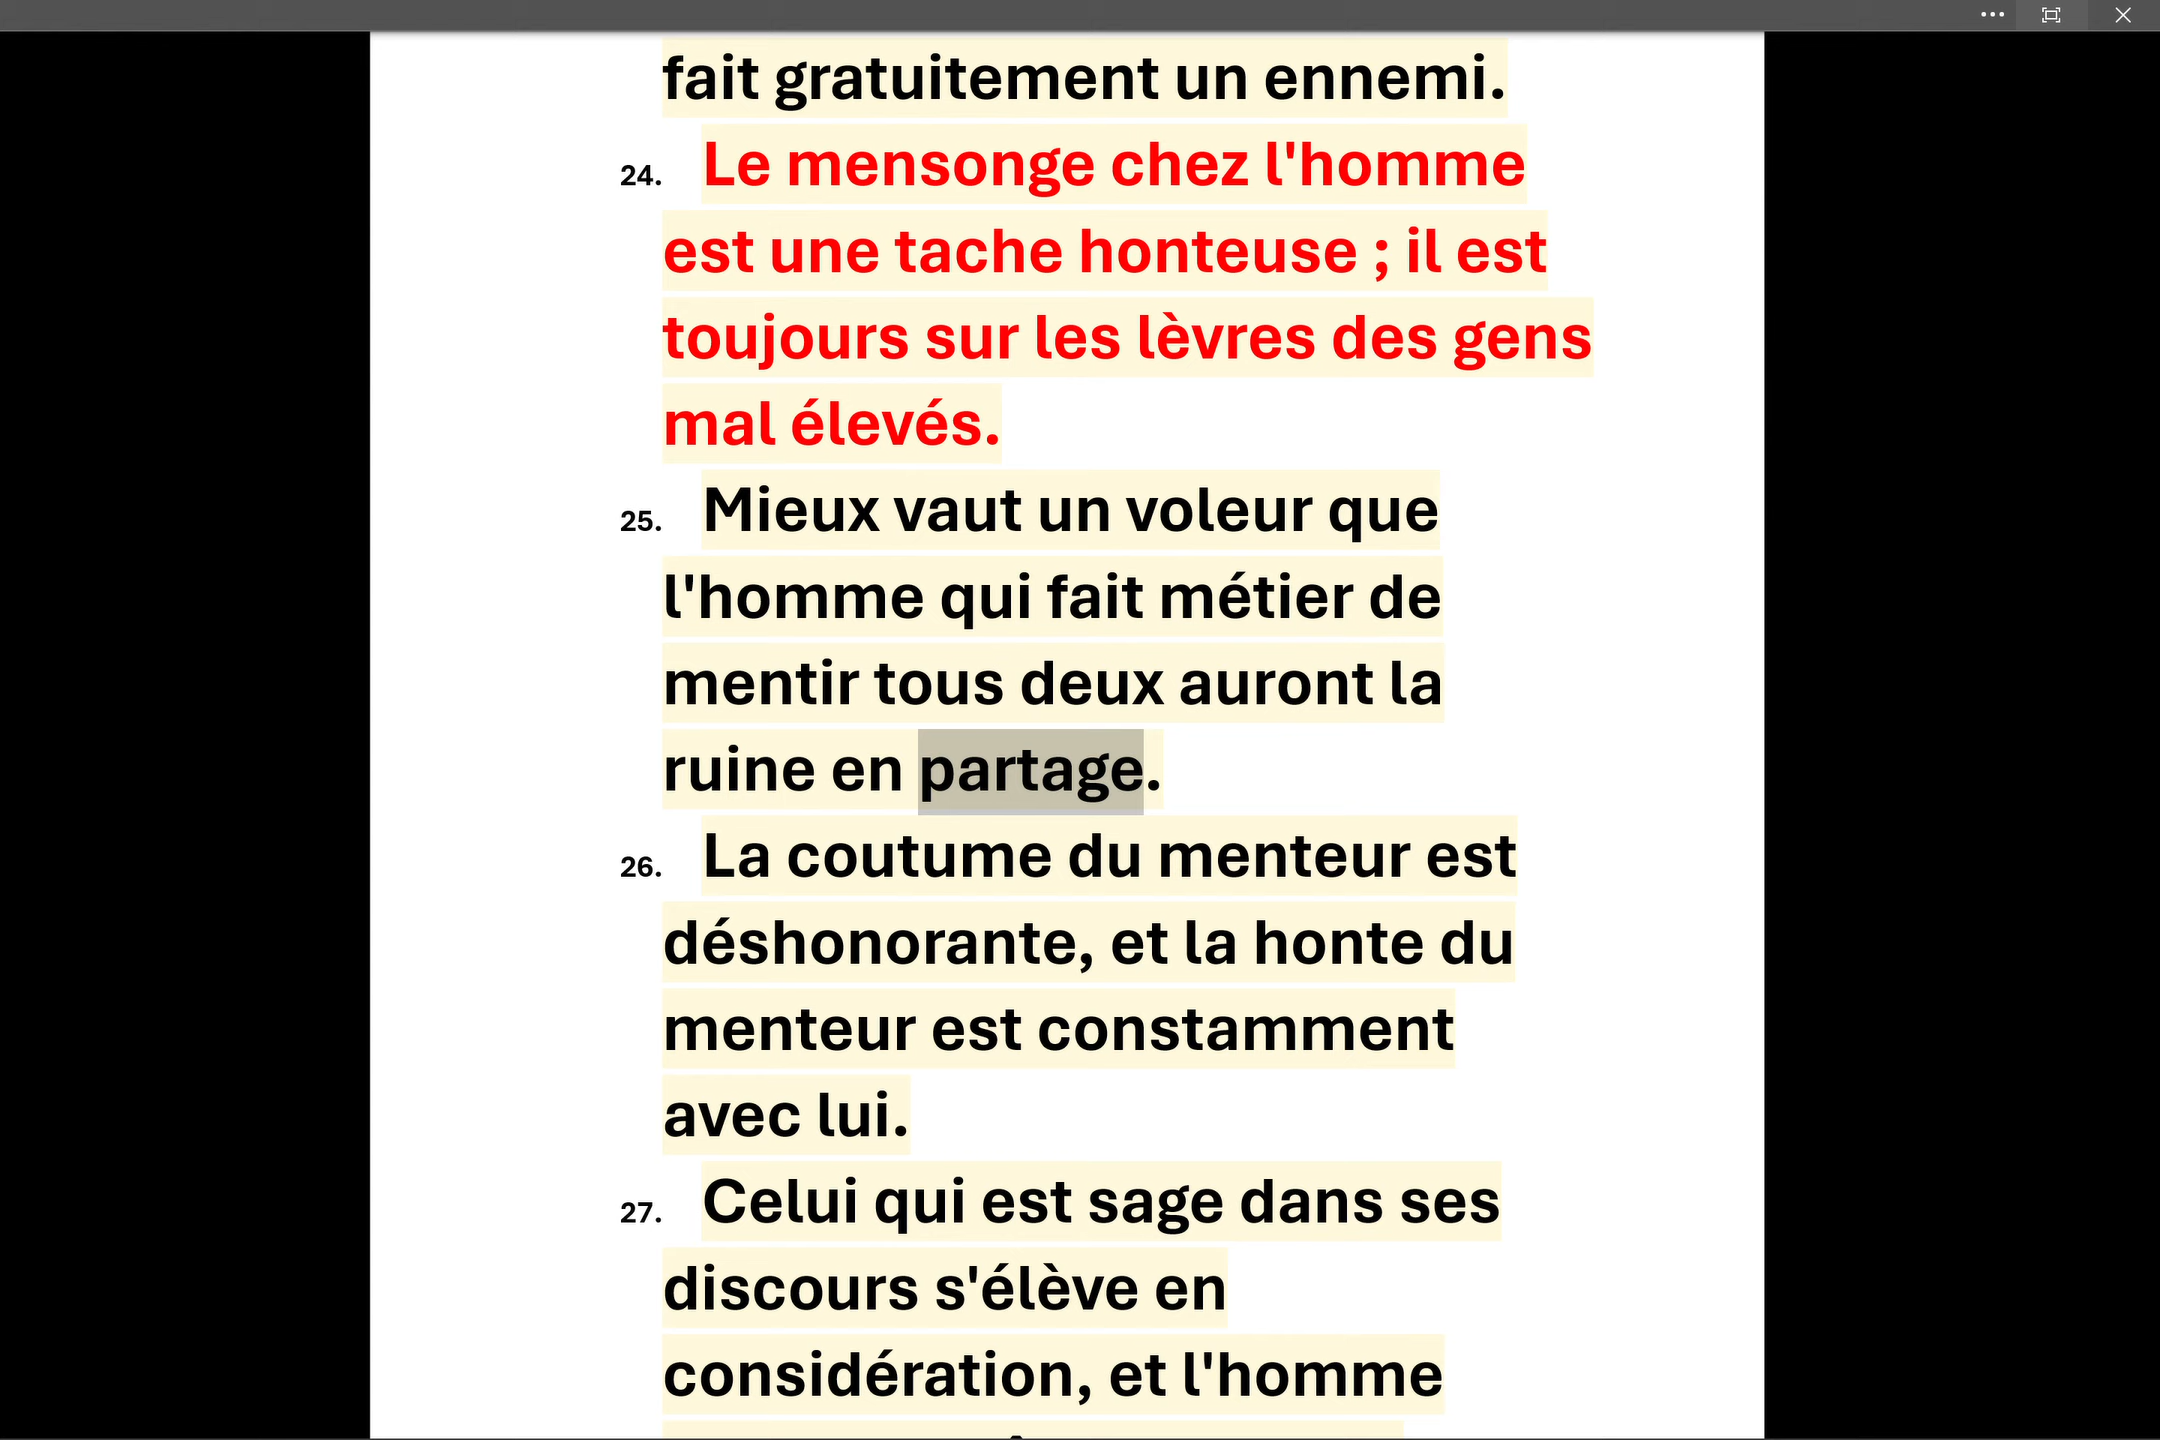 fait gratuitement un ennemi.
24. Le mensonge chez l'homme
est une tache honteuse ; il est
toujours sur les lèvres des gens
mal élevés.
25. Mieux vaut un voleur que
l'homme qui fait métier de
mentir tous deux auront la
ruine en partage.
26. La coutume du menteur est
déshonorante, et la honte du
menteur est constamment
avec lui.
27. Celui qui est sage dans ses
discours s'élève en
considération, et l'homme